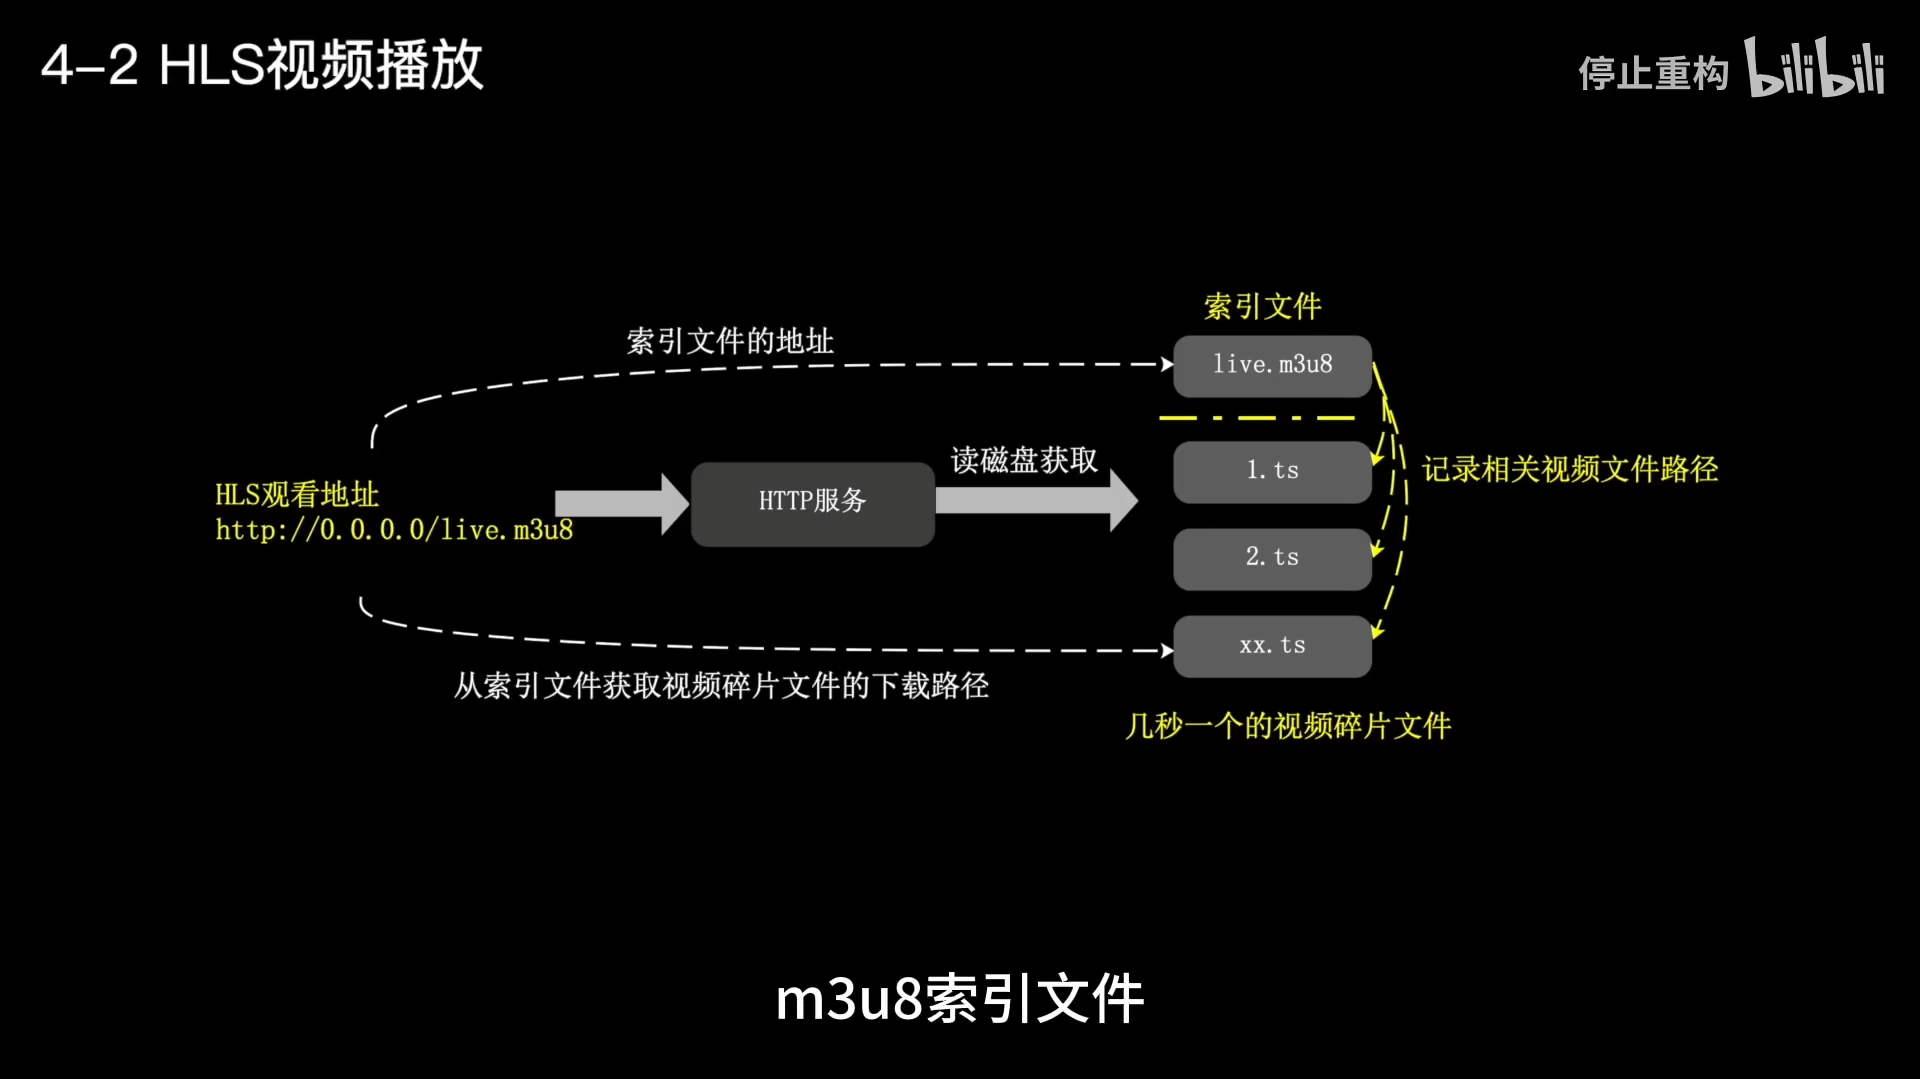 4-2 HLS视频播放
停止重构 bilibili
索引文件
索引文件的地址
live.m3u8
读磁盘获取
1.ts
记录相关视频文件路径
HLS观看地址
http://0.0.0.0/live.m3u8
HTTP服务
2.ts
xx.ts
从索引文件获取视频碎片文件的下载路径
几秒一个的视频碎片文件
m3u8索引文件